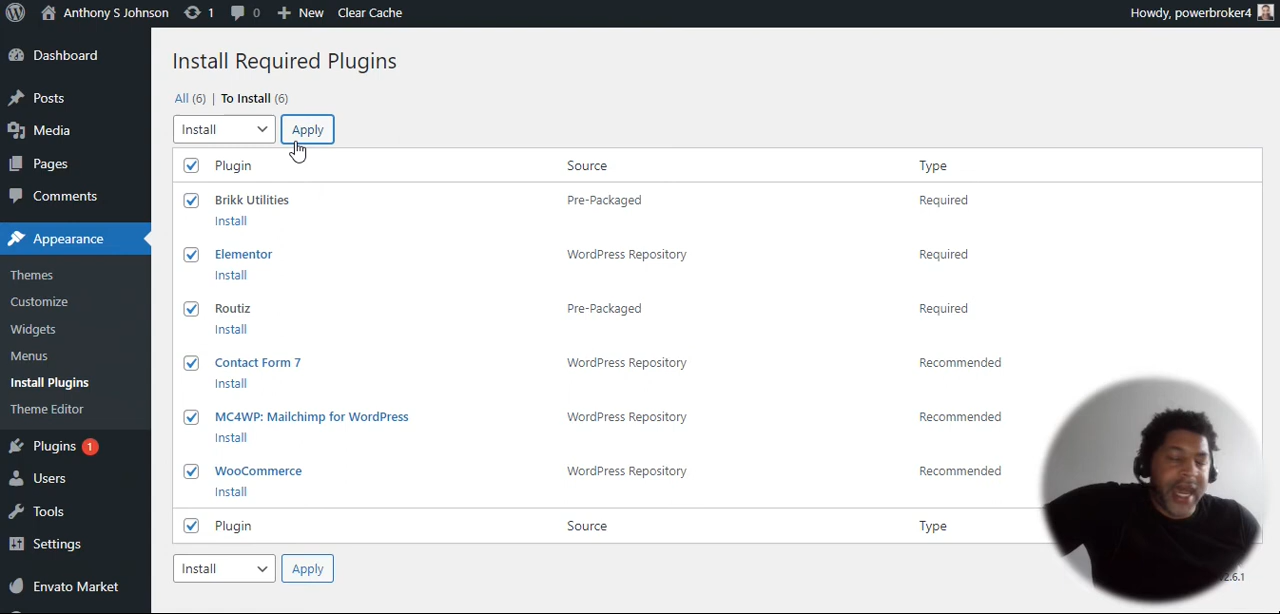 Anthony S Johnson 1 0 New Clear Cache Howdy, powerbroker4
Dashboard
Posts
Media
Pages
Comments
Appearance
Themes
Customize
Widgets
Menus
Install Plugins
Theme Editor
Plugins 1
Users
Tools
Settings
Envato Market
Install Required Plugins
All (6) | To Install (6)
Install Apply
Plugin Source Type
Brikk Utilities Pre-Packaged Required
Install
Elementor WordPress Repository Required
Install
Routiz Pre-Packaged Required
Install
Contact Form 7 WordPress Repository Recommended
Install
MC4WP: Mailchimp for WordPress WordPress Repository Recommended
Install
WooCommerce WordPress Repository Recommended
Install
Plugin Source Type
Install Apply
2.6.1